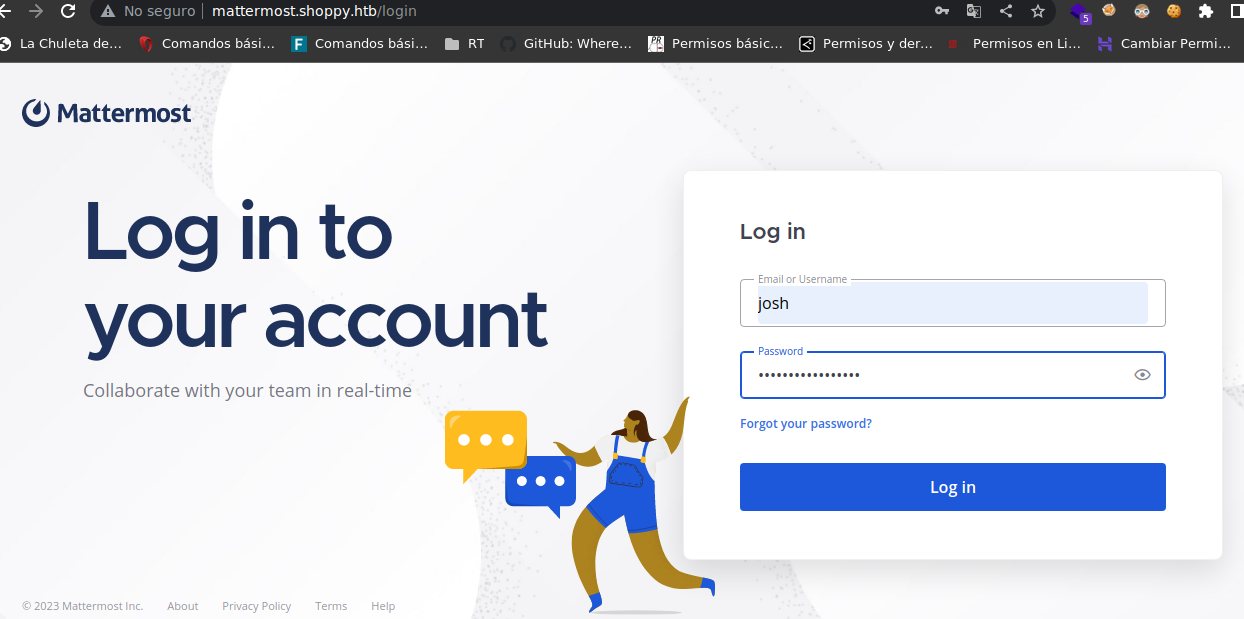 No seguro mattermost.shoppy.htb/login
5
La Chuleta de... Comandos bási... F Comandos bási... RT GitHub: Where... PR Permisos básic... Permisos y der... Permisos en Li... Cambiar Permi...
Mattermost
Log in to
your account
Collaborate with your team in real-time
Log in
Email or Username
josh
Password
•••••••••••••••••
Forgot your password?
Log in
© 2023 Mattermost Inc. About Privacy Policy Terms Help